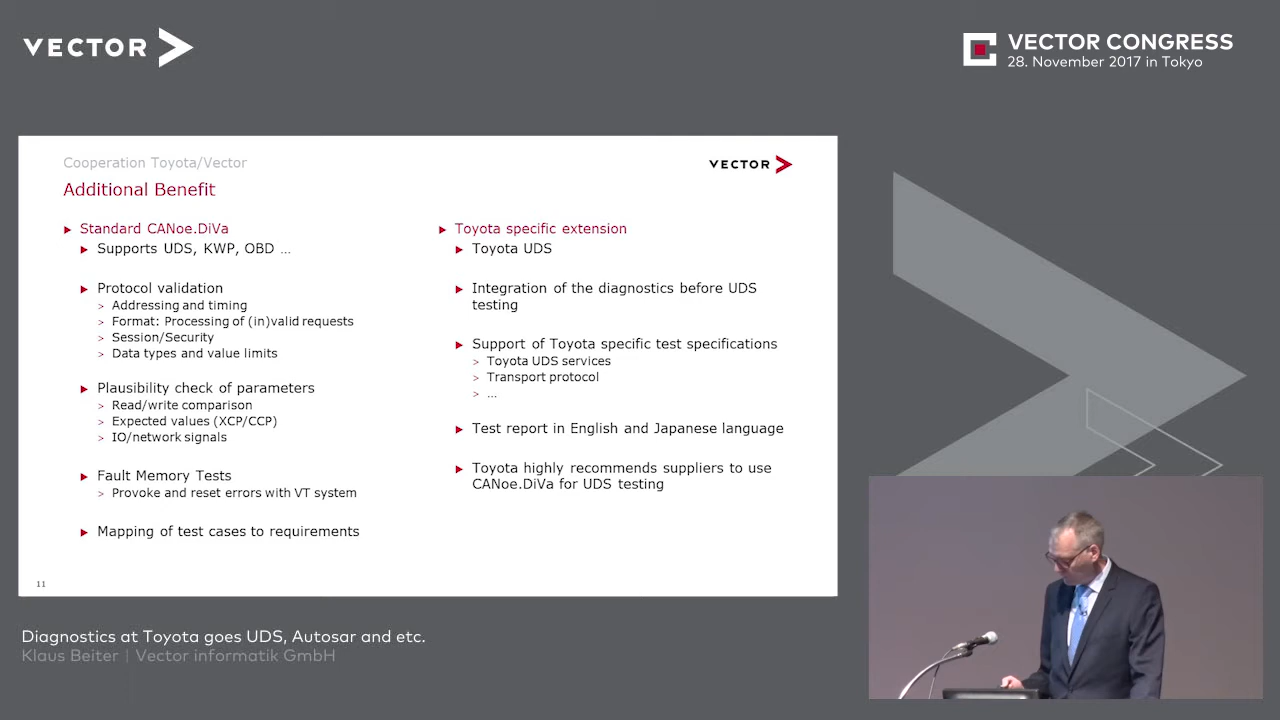 VECTOR
VECTOR CONGRESS
28. November 2017 in Tokyo
Cooperation Toyota/Vector
VECTOR
Additional Benefit
Standard CANoe.DiVa
Supports UDS, KWP, OBD ...
Protocol validation
> Addressing and timing
> Format: Processing of (in)valid requests
> Session/Security
> Data types and value limits
Plausibility check of parameters
> Read/write comparison
> Expected values (XCP/CCP)
> IO/network signals
Fault Memory Tests
> Provoke and reset errors with VT system
Mapping of test cases to requirements
Toyota specific extension
Toyota UDS
Integration of the diagnostics before UDS
testing
Support of Toyota specific test specifications
> Toyota UDS services
> Transport protocol
> ...
Test report in English and Japanese language
Toyota highly recommends suppliers to use
CANoe.DiVa for UDS testing
11
Diagnostics at Toyota goes UDS, Autosar and etc.
Klaus Beiter | Vector informatik GmbH